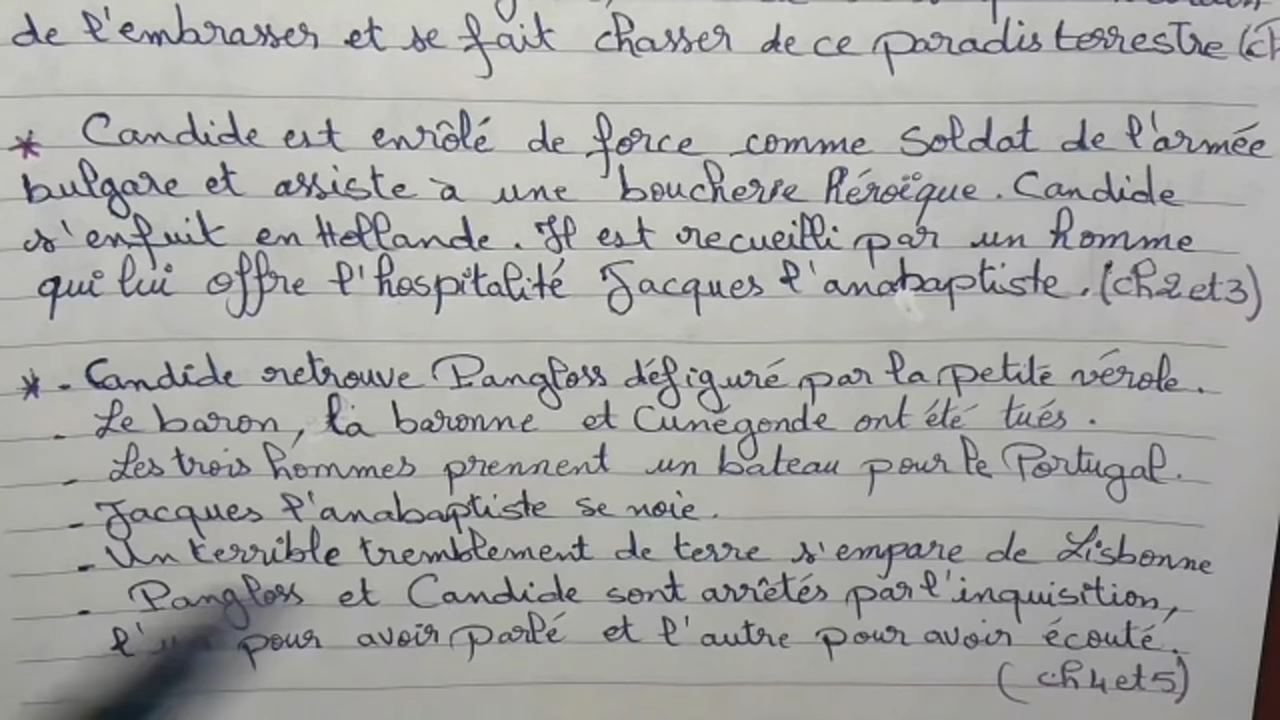 de l'embrasser et se fait chasser de ce paradis terrestre (ch
* Candide est enrôlé de force comme soldat de l'armée
bulgare et assiste à une boucherie héroïque. Candide
s'enfuit en Hollande. Il est recueilli par un homme
qui lui offre l'hospitalité Jacques l'anabaptiste. (ch2 et 3)
* - Candide retrouve Pangloss défiguré par la petite vérole.
- Le baron, la baronne et Cunégonde ont été tués.
- Les trois hommes prennent un bateau pour le Portugal.
- Jacques l'anabaptiste se noie.
- Un terrible tremblement de terre s'empare de Lisbonne
- Pangloss et Candide sont arrêtés par l'inquisition,
pour avoir parlé et l'autre pour avoir écouté.
(ch4 et 5)